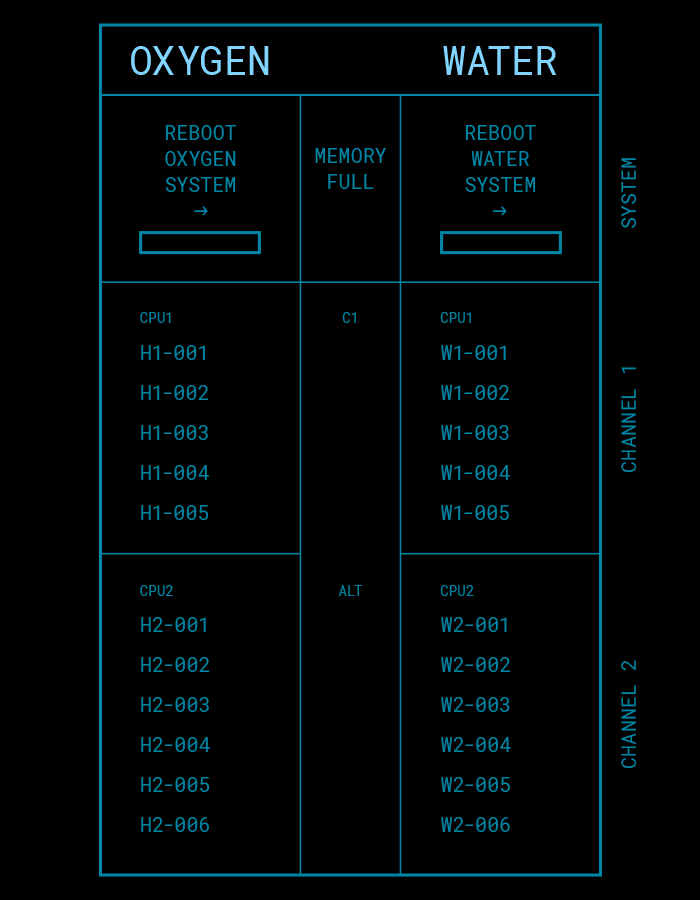 OXYGEN
WATER
REBOOT
OXYGEN
SYSTEM
→
MEMORY
FULL
REBOOT
WATER
SYSTEM
→
SYSTEM
CPU1
H1-001
H1-002
H1-003
H1-004
H1-005
C1
CPU1
W1-001
W1-002
W1-003
W1-004
W1-005
CHANNEL 1
CPU2
H2-001
H2-002
H2-003
H2-004
H2-005
H2-006
ALT
CPU2
W2-001
W2-002
W2-003
W2-004
W2-005
W2-006
CHANNEL 2